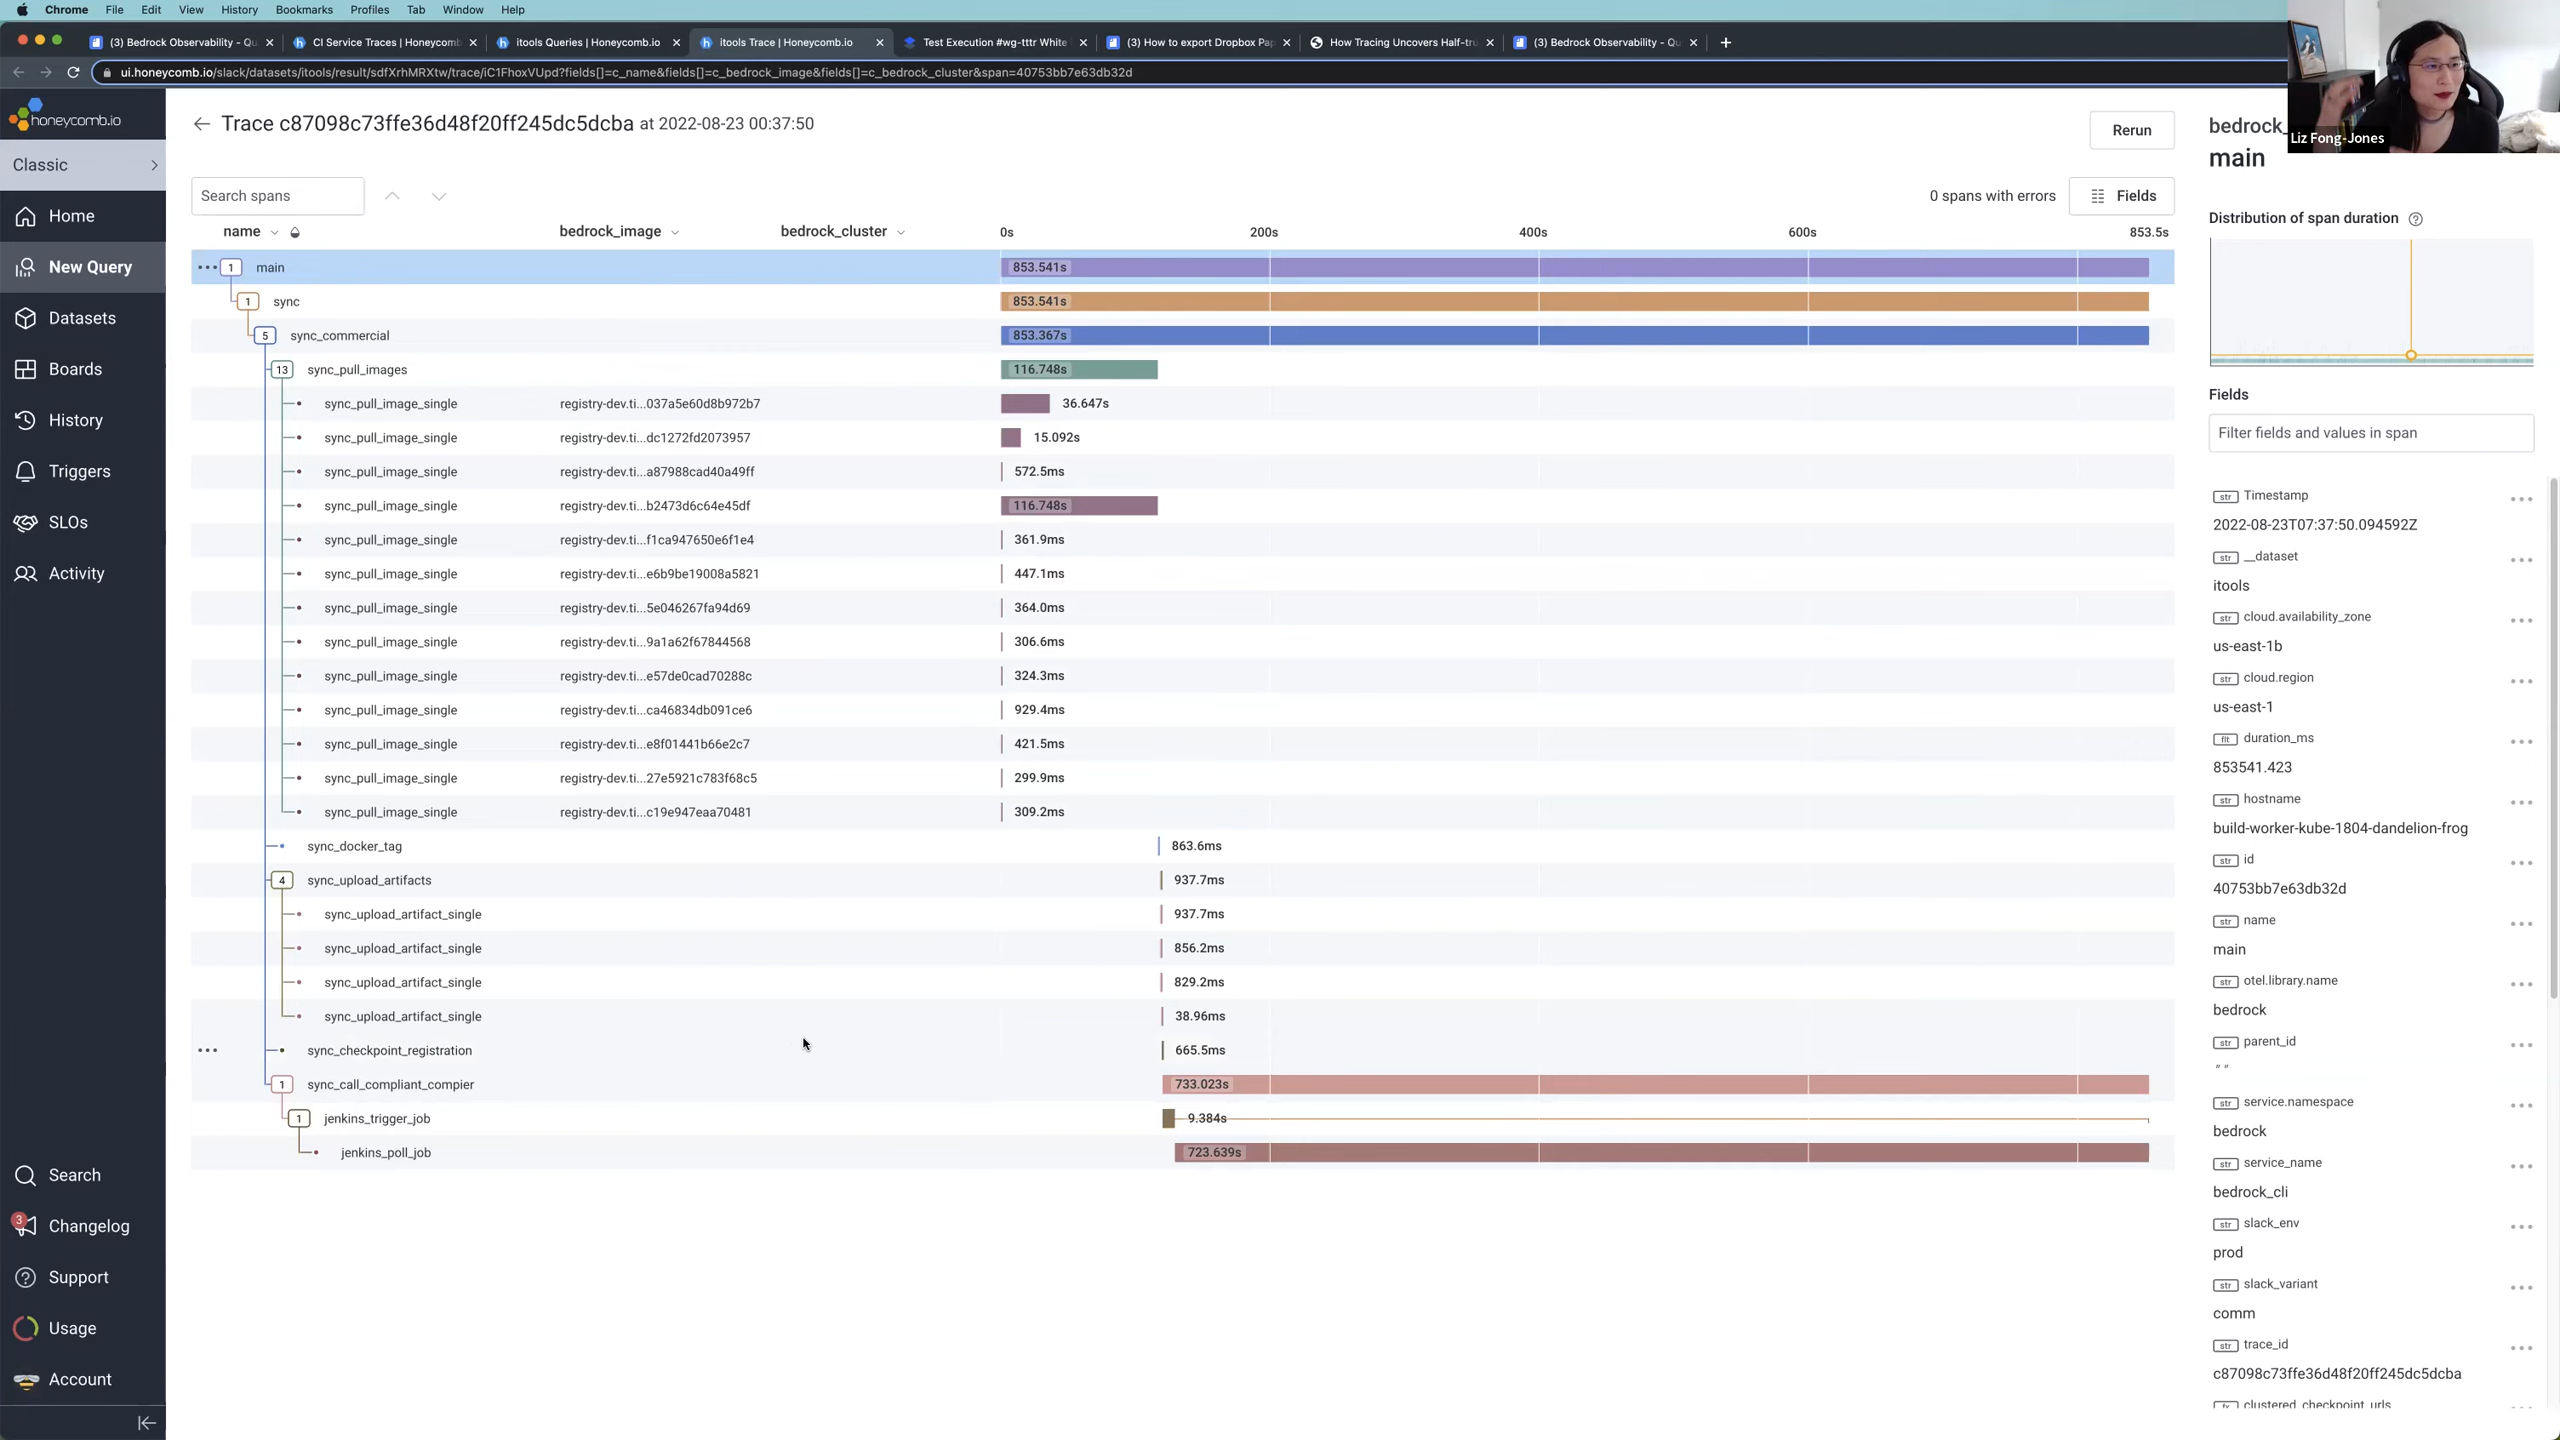 Chrome File Edit View History Bookmarks Profiles Tab Window Help
(3) Bedrock Observability - Qu
CI Service Traces | Honeycomb
itools Queries | Honeycomb.io
itools Trace | Honeycomb.io
Test Execution #wg-tttr White
(3) How to export Dropbox Pap
How Tracing Uncovers Half-tru
(3) Bedrock Observability - Qu
ui.honeycomb.io/slack/datasets/itools/result/sdfXrhMRXtw/trace/iC1FhoxVUpd?fields[]=c_name&fields[]=c_bedrock_image&fields[]=c_bedrock_cluster&span=40753bb7e63db32d
honeycomb.io
Classic
Home
New Query
Datasets
Boards
History
Triggers
SLOs
Activity
Search
3
Changelog
Support
Usage
Account
Trace c87098c73ffe36d48f20ff245dc5dcba at 2022-08-23 00:37:50
Rerun
Search spans
0 spans with errors
Fields
name bedrock_image bedrock_cluster 0s 200s 400s 600s 853.5s
1 main 853.541s
1 sync 853.541s
5 sync_commercial 853.367s
13 sync_pull_images 116.748s
sync_pull_image_single registry-dev.ti...037a5e60d8b972b7 36.647s
sync_pull_image_single registry-dev.ti...dc1272fd2073957 15.092s
sync_pull_image_single registry-dev.ti...a87988cad40a49ff 572.5ms
sync_pull_image_single registry-dev.ti...b2473d6c64e45df 116.748s
sync_pull_image_single registry-dev.ti...f1ca947650e6f1e4 361.9ms
sync_pull_image_single registry-dev.ti...e6b9be19008a5821 447.1ms
sync_pull_image_single registry-dev.ti...5e046267fa94d69 364.0ms
sync_pull_image_single registry-dev.ti...9a1a62f67844568 306.6ms
sync_pull_image_single registry-dev.ti...e57de0cad70288c 324.3ms
sync_pull_image_single registry-dev.ti...ca46834db091ce6 929.4ms
sync_pull_image_single registry-dev.ti...e8f01441b66e2c7 421.5ms
sync_pull_image_single registry-dev.ti...27e5921c783f68c5 299.9ms
sync_pull_image_single registry-dev.ti...c19e947eaa70481 309.2ms
sync_docker_tag 863.6ms
4 sync_upload_artifacts 937.7ms
sync_upload_artifact_single 937.7ms
sync_upload_artifact_single 856.2ms
sync_upload_artifact_single 829.2ms
sync_upload_artifact_single 38.96ms
sync_checkpoint_registration 665.5ms
1 sync_call_compliant_compier 733.023s
1 jenkins_trigger_job 9.384s
jenkins_poll_job 723.639s
Liz Fong-Jones
bedrock_
main
Distribution of span duration
Fields
Filter fields and values in span
str Timestamp
2022-08-23T07:37:50.094592Z
str __dataset
itools
str cloud.availability_zone
us-east-1b
str cloud.region
us-east-1
flt duration_ms
853541.423
str hostname
build-worker-kube-1804-dandelion-frog
str id
40753bb7e63db32d
str name
main
str otel.library.name
bedrock
str parent_id
""
str service.namespace
bedrock
str service_name
bedrock_cli
str slack_env
prod
str slack_variant
comm
str trace_id
c87098c73ffe36d48f20ff245dc5dcba
clustered_checkpoint_urls